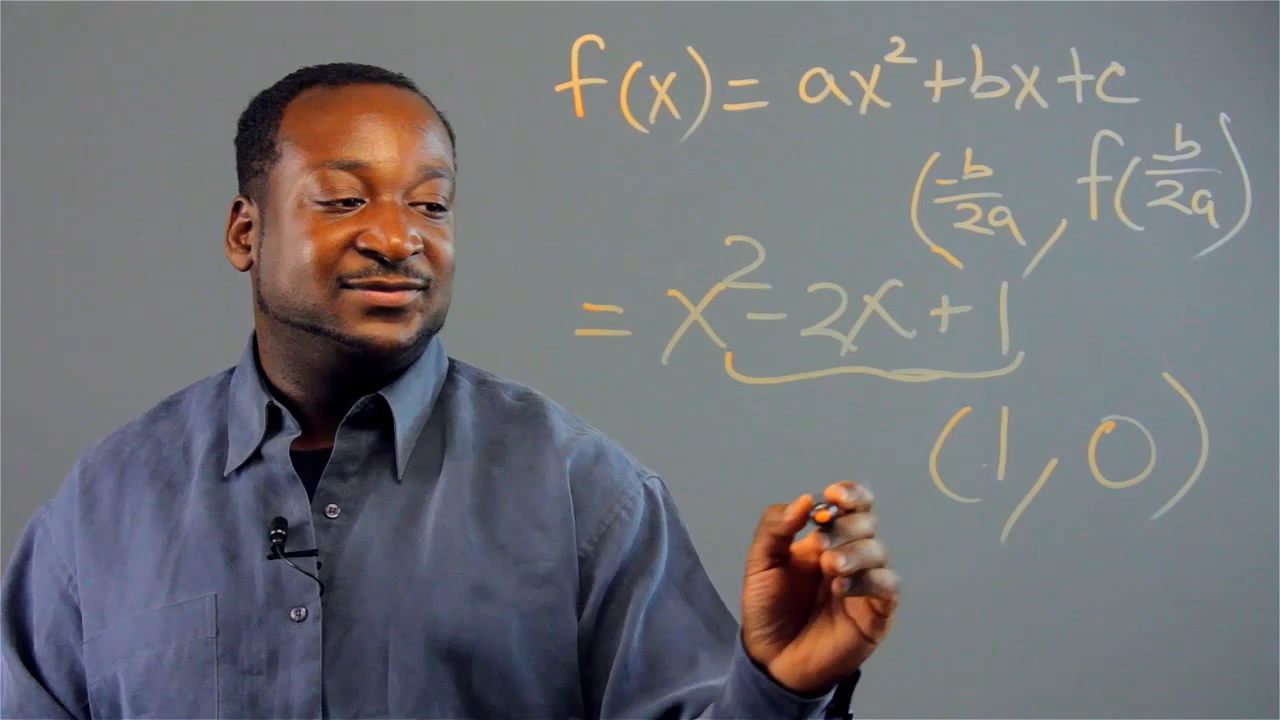 f(x) = ax² + bx + c
(-b/2a, f(-b/2a))
= x² - 2x + 1
(1, 0)